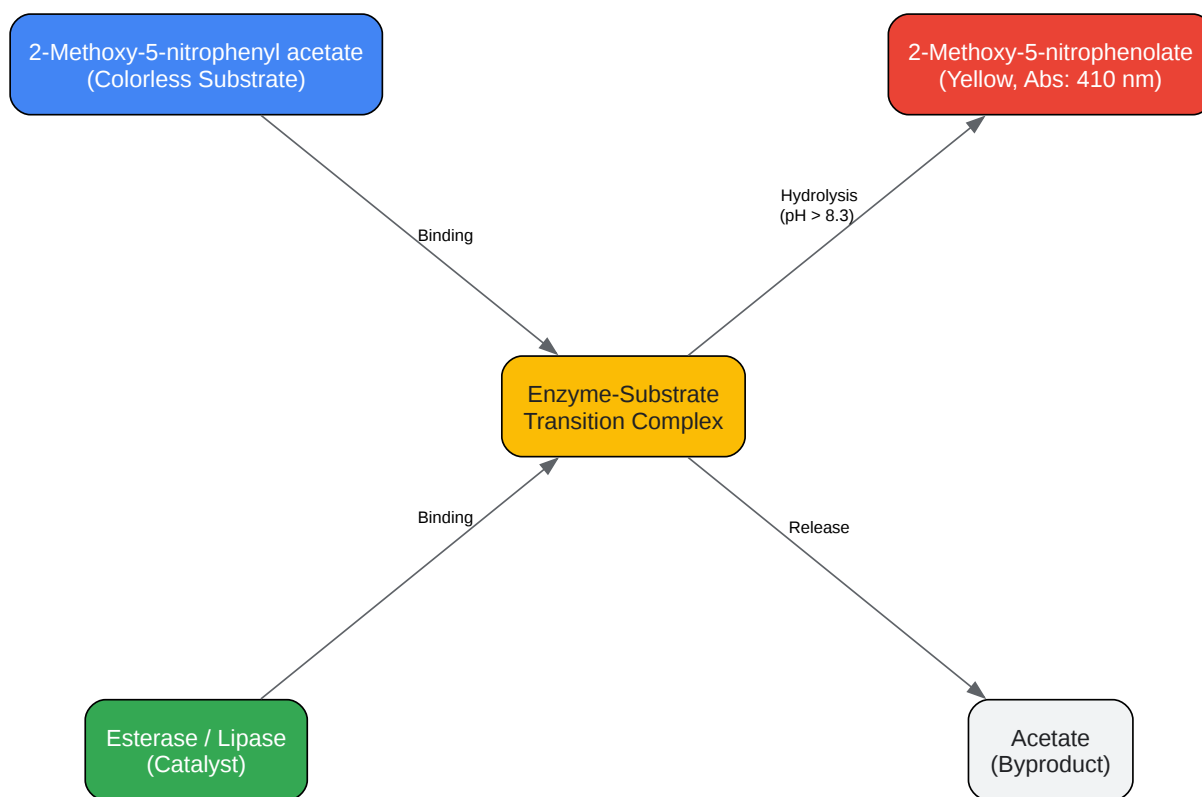 2-Methoxy-5-nitrophenyl acetate
(Colorless Substrate)
2-Methoxy-5-nitrophenolate
(Yellow, Abs: 410 nm)
Hydrolysis
(pH > 8.3)
Binding
Enzyme-Substrate
Transition Complex
Binding
Release
Esterase / Lipase
(Catalyst)
Acetate
(Byproduct)